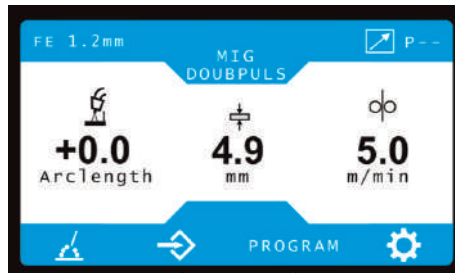 FE 1.2mm
MIG
DOUBPULS
P--
+0.0
Arclength
4.9
mm
5.0
m/min
PROGRAM